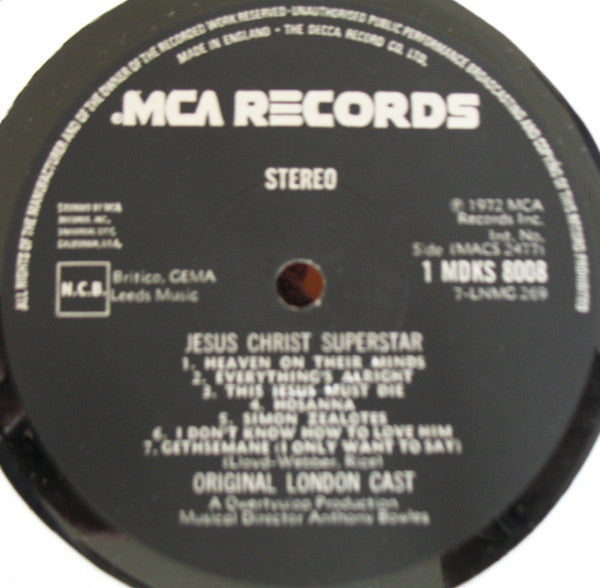 ALL RIGHTS OF THE MANUFACTURER AND OF THE OWNER OF THE RECORDED WORK RESERVED-UNAUTHORISED PUBLIC PERFORMANCE BROADCASTING AND COPYING OF THIS RECORD PROHIBITED
MADE IN ENGLAND - THE DECCA RECORD CO. LTD.
MCA RECORDS
STEREO
℗ 1972 MCA
Records Inc.
Int. No.
Side (MACS 2477)
1 MDKS 8008
7-LNMG 269
N.C.B.
Britico, GEMA
Leeds Music
JESUS CHRIST SUPERSTAR
1. HEAVEN ON THEIR MINDS
2. EVERYTHING'S ALRIGHT
3. THIS JESUS MUST DIE
4. HOSANNA
5. SIMON ZEALOTES
6. I DON'T KNOW HOW TO LOVE HIM
7. GETHSEMANE (I ONLY WANT TO SAY)
(Lloyd-Webber, Rice)
ORIGINAL LONDON CAST
A Qwertyuiop Production
Musical Director Anthony Bowles